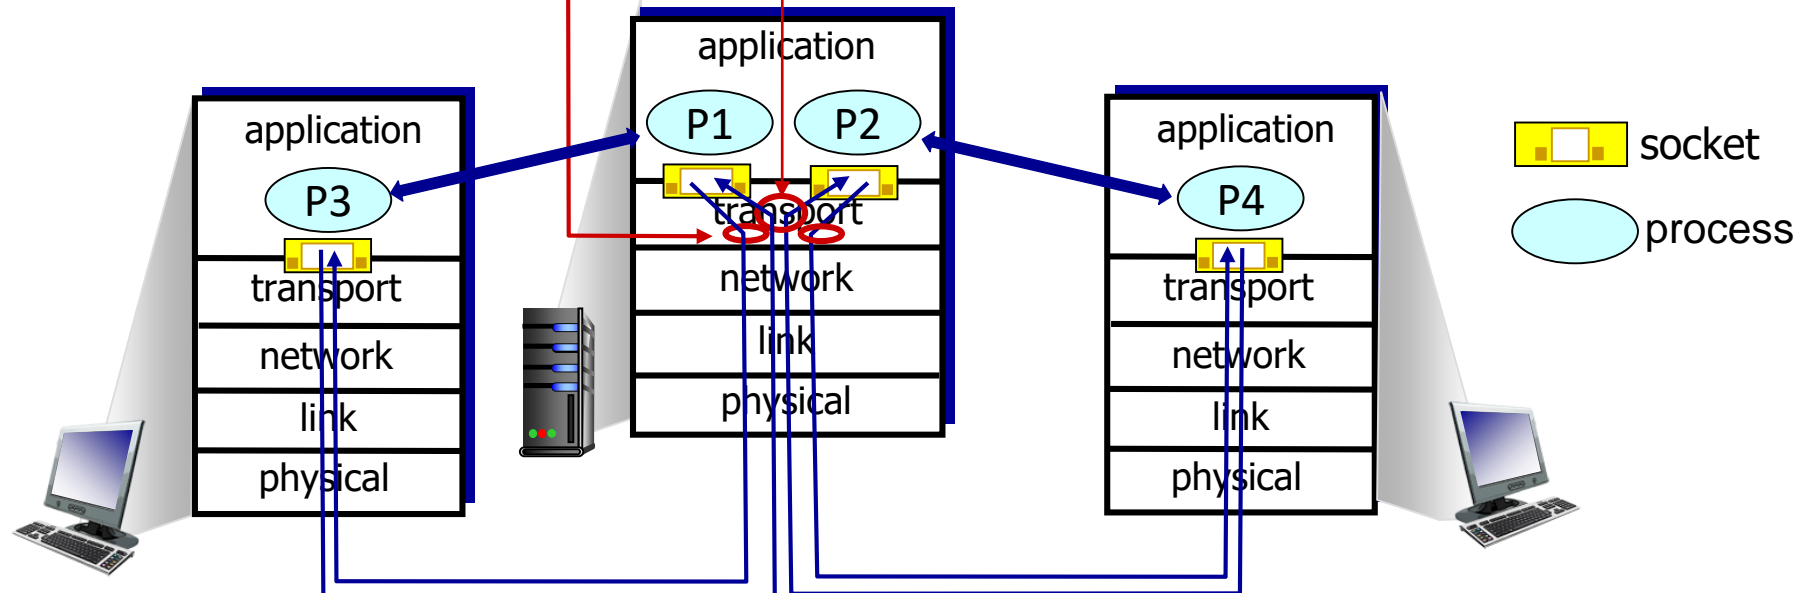 application
P1
P2
transport
network
link
physical
application
P3
transport
network
link
physical
application
P4
transport
network
link
physical
socket
process